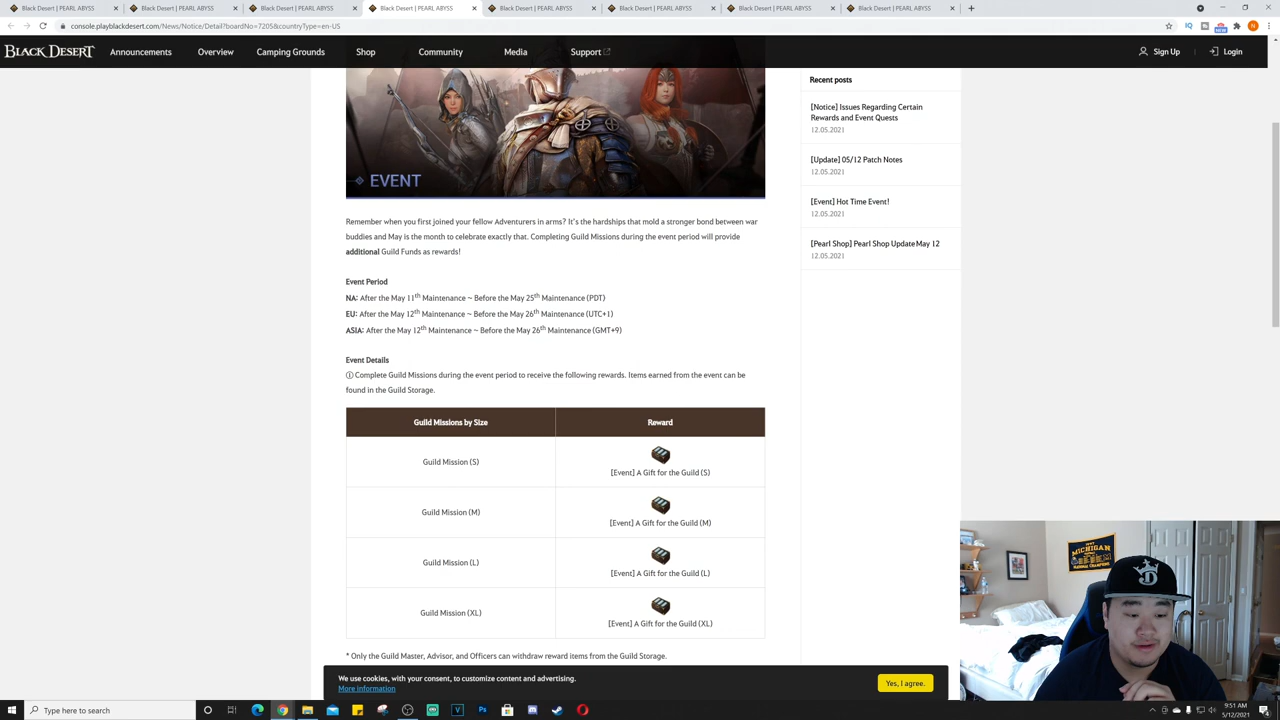 Black Desert | PEARL ABYSS
Black Desert | PEARL ABYSS
Black Desert | PEARL ABYSS
Black Desert | PEARL ABYSS
Black Desert | PEARL ABYSS
Black Desert | PEARL ABYSS
Black Desert | PEARL ABYSS
Black Desert | PEARL ABYSS
console.playblackdesert.com/News/Notice/Detail?boardNo=7205&countryType=en-US
IQ
NEW
N
BLACK DESERT
Announcements
Overview
Camping Grounds
Shop
Community
Media
Support
Sign Up
Login
EVENT
Remember when you first joined your fellow Adventurers in arms? It's the hardships that mold a stronger bond between war
buddies and May is the month to celebrate exactly that. Completing Guild Missions during the event period will provide
additional Guild Funds as rewards!
Event Period
NA: After the May 11th Maintenance ~ Before the May 25th Maintenance (PDT)
EU: After the May 12th Maintenance ~ Before the May 26th Maintenance (UTC+1)
ASIA: After the May 12th Maintenance ~ Before the May 26th Maintenance (GMT+9)
Event Details
① Complete Guild Missions during the event period to receive the following rewards. Items earned from the event can be
found in the Guild Storage.
Guild Missions by Size
Reward
Guild Mission (S)
[Event] A Gift for the Guild (S)
Guild Mission (M)
[Event] A Gift for the Guild (M)
Guild Mission (L)
[Event] A Gift for the Guild (L)
Guild Mission (XL)
[Event] A Gift for the Guild (XL)
* Only the Guild Master, Advisor, and Officers can withdraw reward items from the Guild Storage.
Recent posts
[Notice] Issues Regarding Certain
Rewards and Event Quests
12.05.2021
[Update] 05/12 Patch Notes
12.05.2021
[Event] Hot Time Event!
12.05.2021
[Pearl Shop] Pearl Shop Update May 12
12.05.2021
We use cookies, with your consent, to customize content and advertising.
More information
Yes, I agree.
MICHIGAN
Type here to search
9:51 AM
5/12/2021